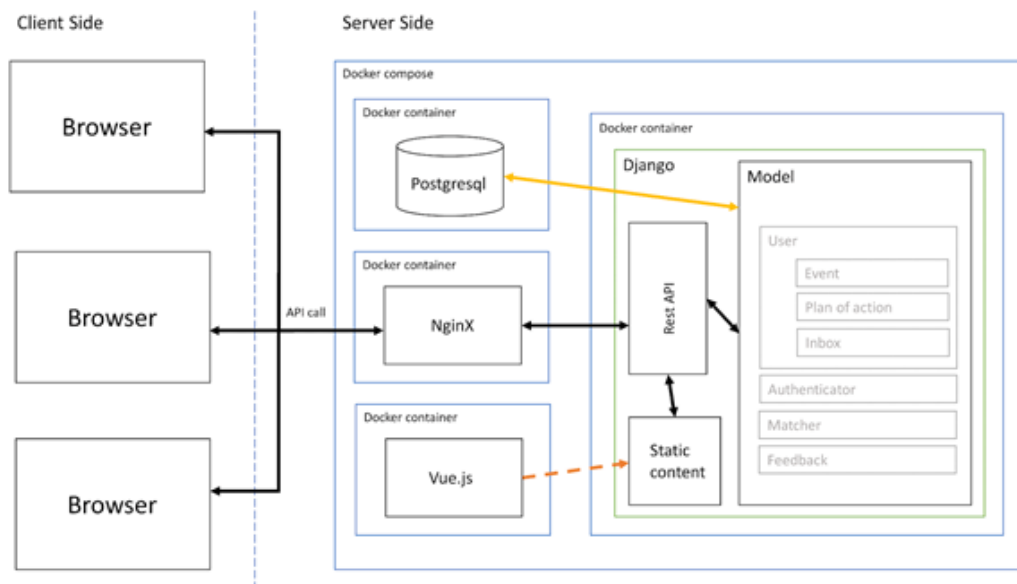 Client Side
Server Side
Browser
Browser
Browser
API call
Docker compose
Docker container
Postgresql
Docker container
NginX
Docker container
Vue.js
Docker container
Django
Rest API
Static
content
Model
User
Event
Plan of action
Inbox
Authenticator
Matcher
Feedback